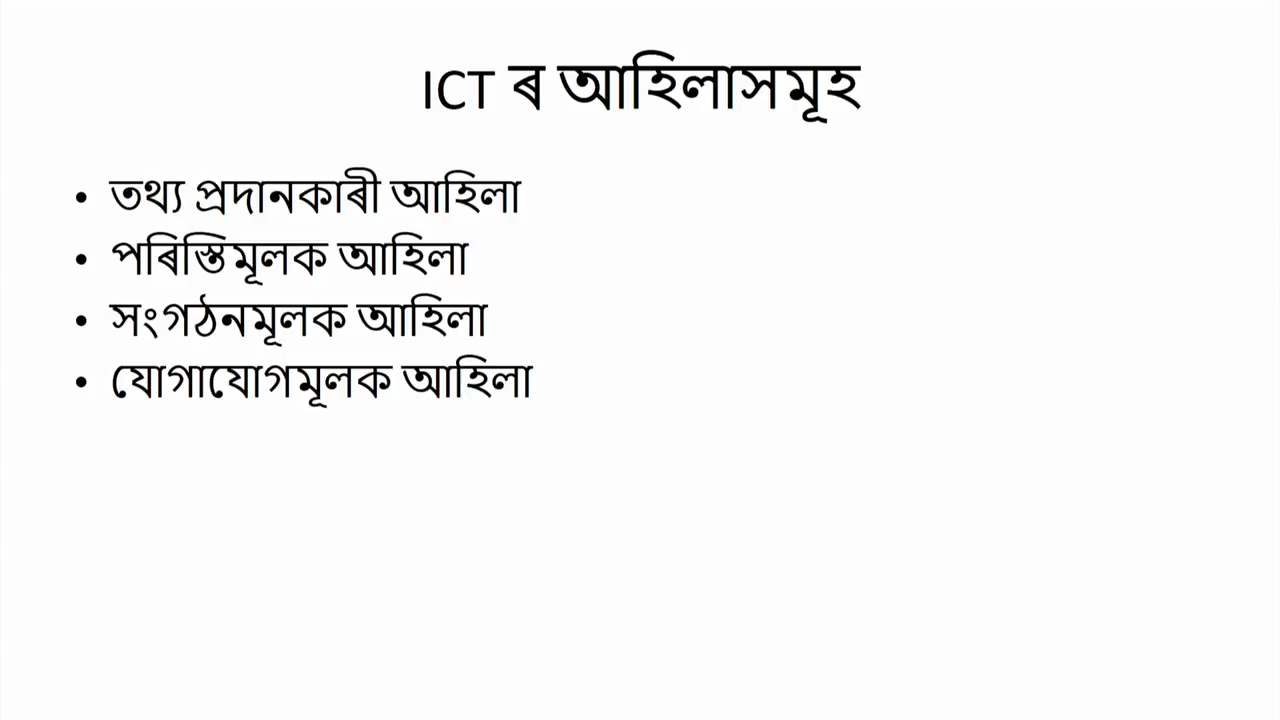 ICT ৰ আহিলাসমূহ
• তথ্য প্ৰদানকাৰী আহিলা
• পৰিস্তিমূলক আহিলা
• সংগঠনমূলক আহিলা
• যোগাযোগমূলক আহিলা